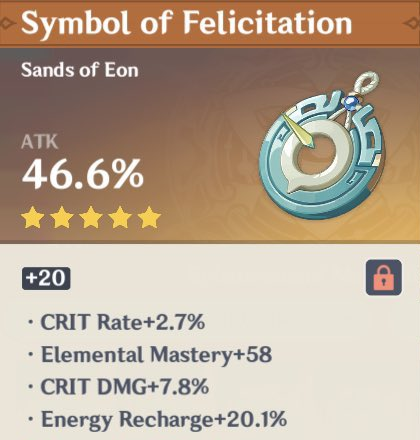 Symbol of Felicitation
Sands of Eon
ATK
46.6%
+20
· CRIT Rate+2.7%
· Elemental Mastery+58
· CRIT DMG+7.8%
· Energy Recharge+20.1%